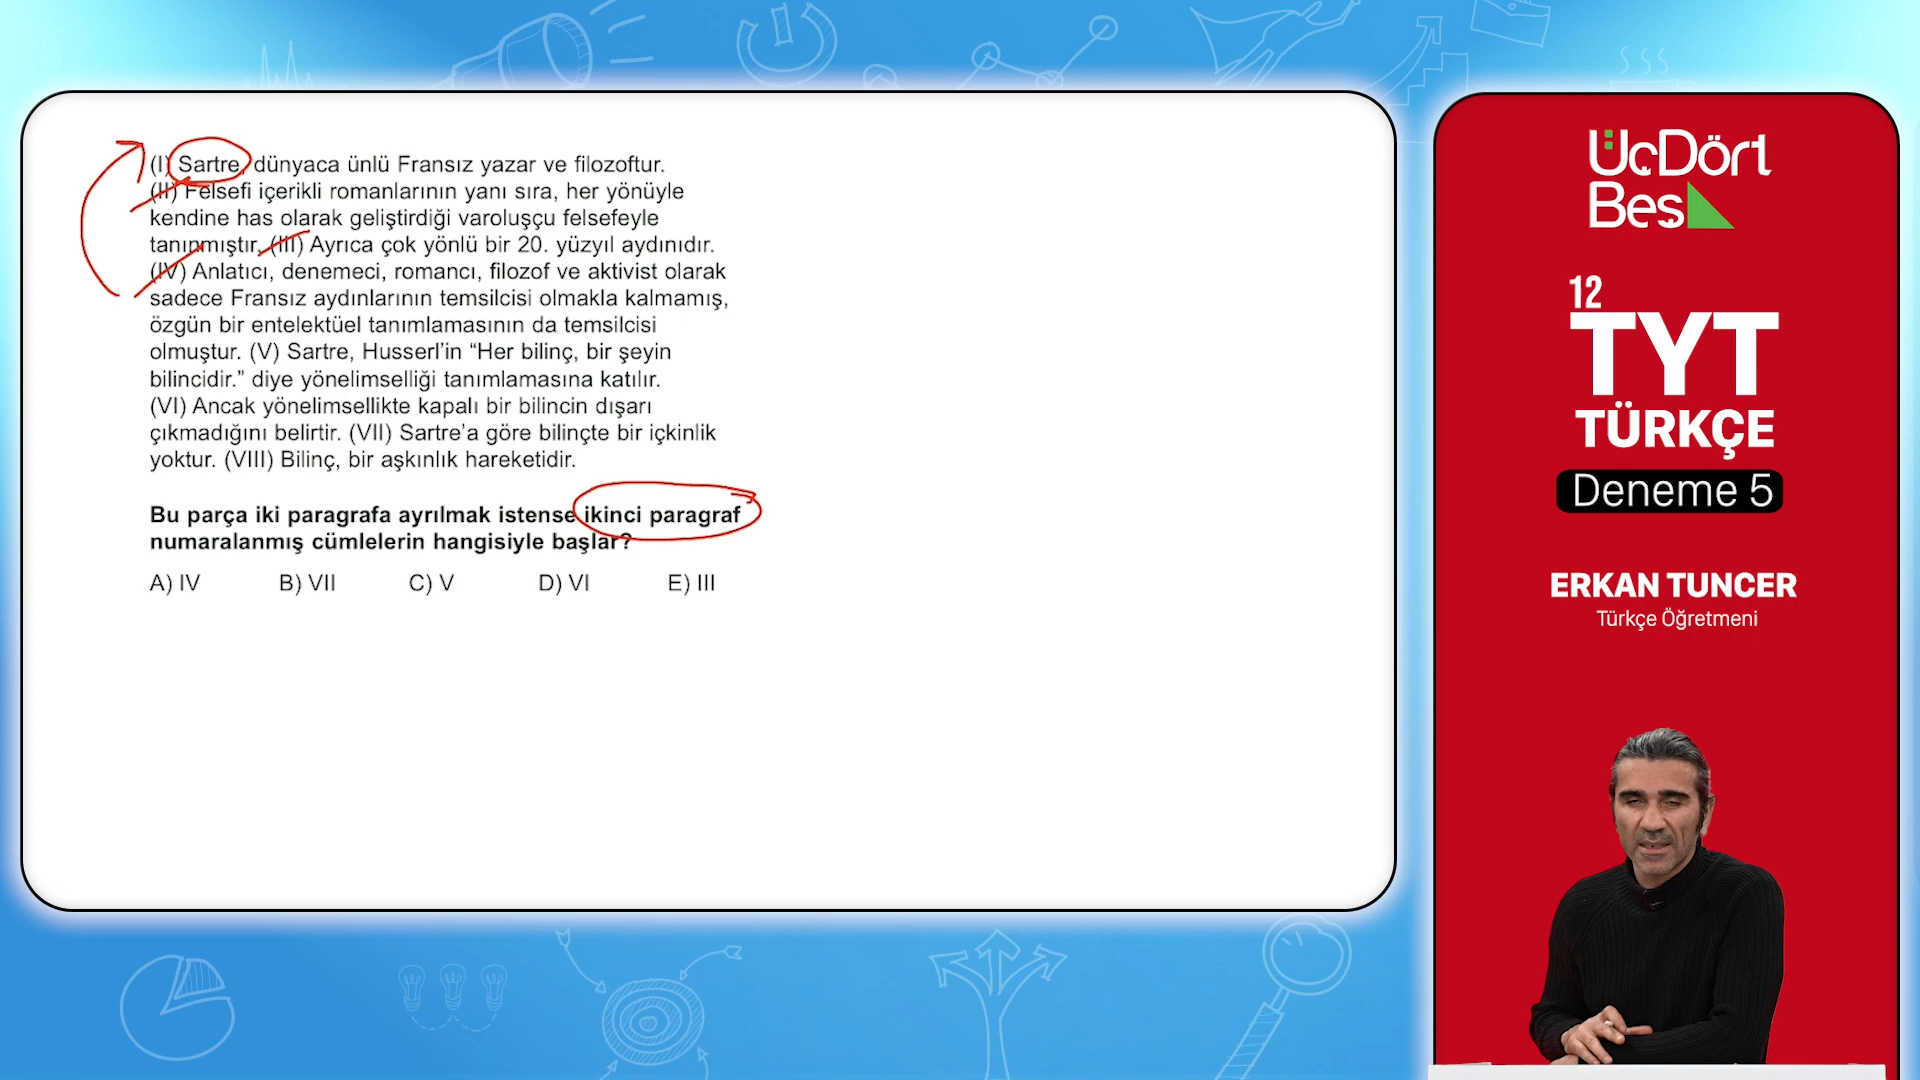 (I) Sartre, dünyaca ünlü Fransız yazar ve filozoftur.
(II) Felsefi içerikli romanlarının yanı sıra, her yönüyle
kendine has olarak geliştirdiği varoluşçu felsefeyle
tanınmıştır. (III) Ayrıca çok yönlü bir 20. yüzyıl aydınıdır.
(IV) Anlatıcı, denemeci, romancı, filozof ve aktivist olarak
sadece Fransız aydınlarının temsilcisi olmakla kalmamış,
özgün bir entelektüel tanımlamasının da temsilcisi
olmuştur. (V) Sartre, Husserl’in “Her bilinç, bir şeyin
bilincidir.” diye yönelimselliği tanımlamasına katılır.
(VI) Ancak yönelimsellikte kapalı bir bilincin dışarı
çıkmadığını belirtir. (VII) Sartre’a göre bilinçte bir içkinlik
yoktur. (VIII) Bilinç, bir aşkınlık hareketidir.
Bu parça iki paragrafa ayrılmak istense ikinci paragraf
numaralanmış cümlelerin hangisiyle başlar?
A) IV B) VII C) V D) VI E) III
ÜçDört
Beş
12
TYT
TÜRKÇE
Deneme 5
ERKAN TUNCER
Türkçe Öğretmeni